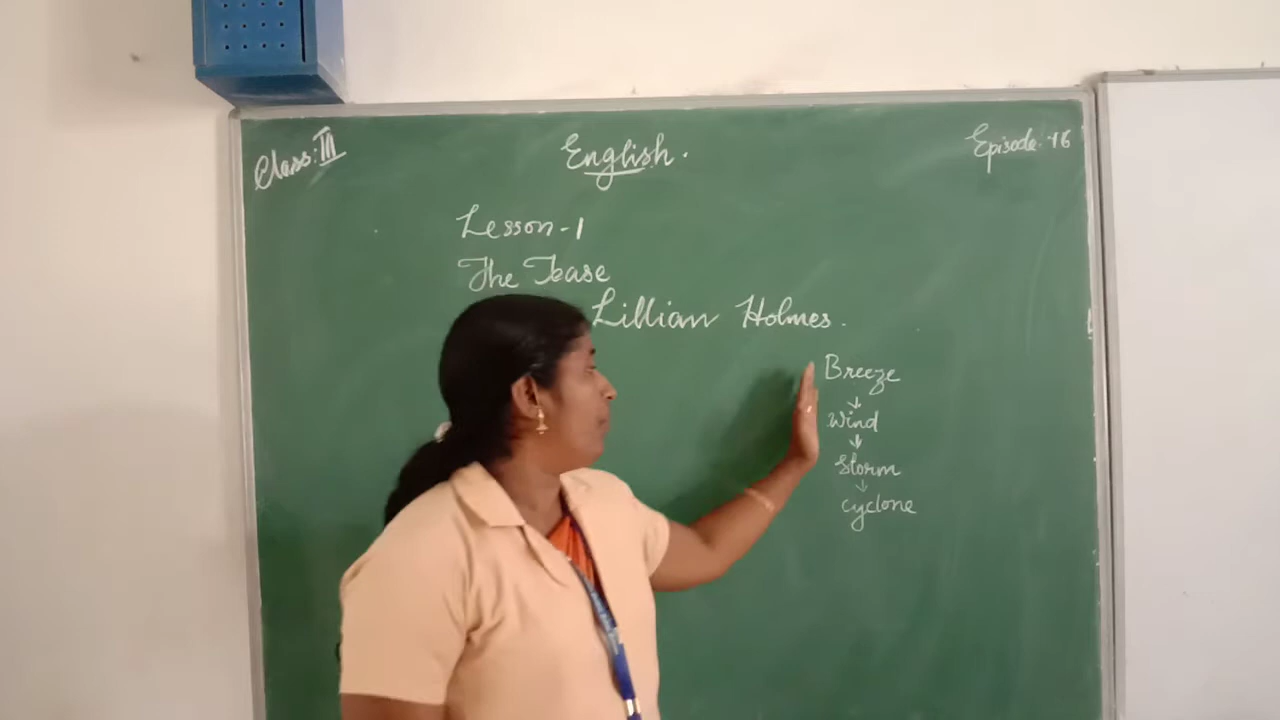 Class: III
English.
Episode: 16
Lesson-1
The Tease
Lillian Holmes.
Breeze
↓
Wind
↓
Storm
↓
cyclone